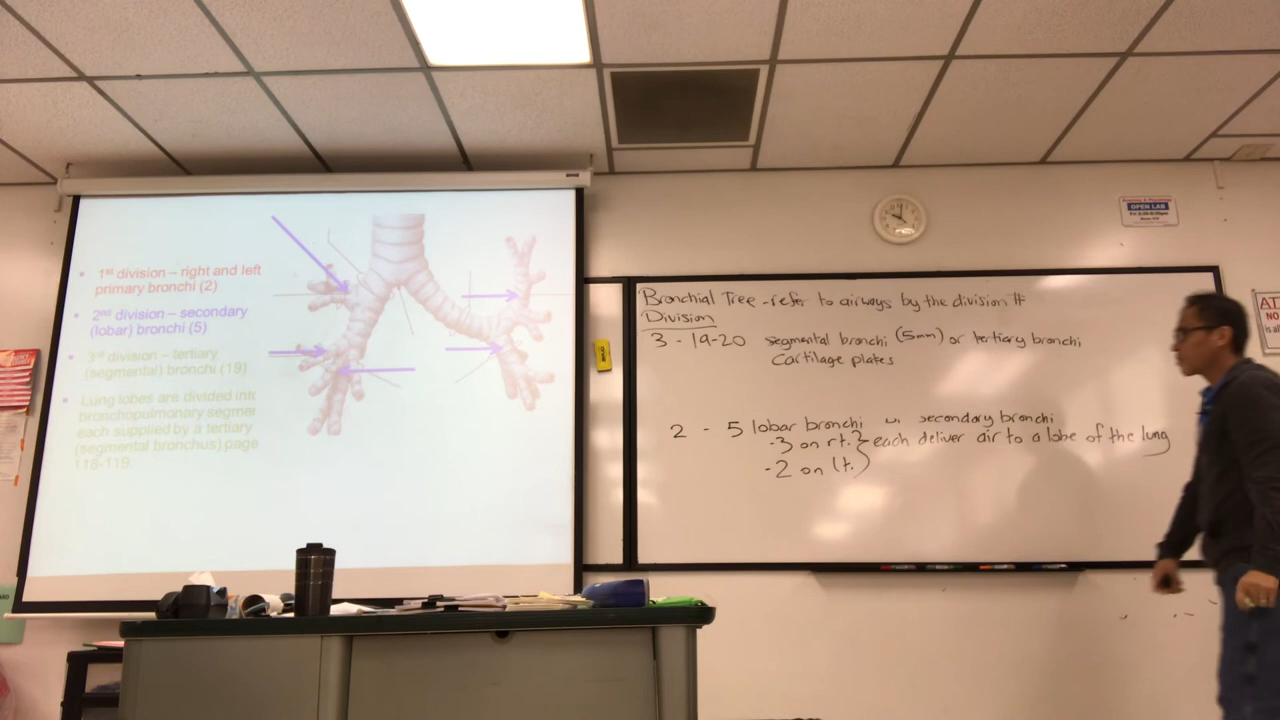 • 1st division – right and left
primary bronchi (2)
• 2nd division – secondary
(lobar) bronchi (5)
• 3rd division – tertiary
(segmental) bronchi (19)
• Lung lobes are divided into
bronchopulmonary segmer
each supplied by a tertiary
(segmental bronchus) page
118-119.
Bronchial Tree - refer to airways by the division #
Division
3 - 19-20 segmental bronchi (5mm) or tertiary bronchi
cartilage plates
2 - 5 lobar bronchi secondary bronchi
-3 on rt. } each deliver air to a lobe of the lung
-2 on lt.
OPEN LAB
AT
NO